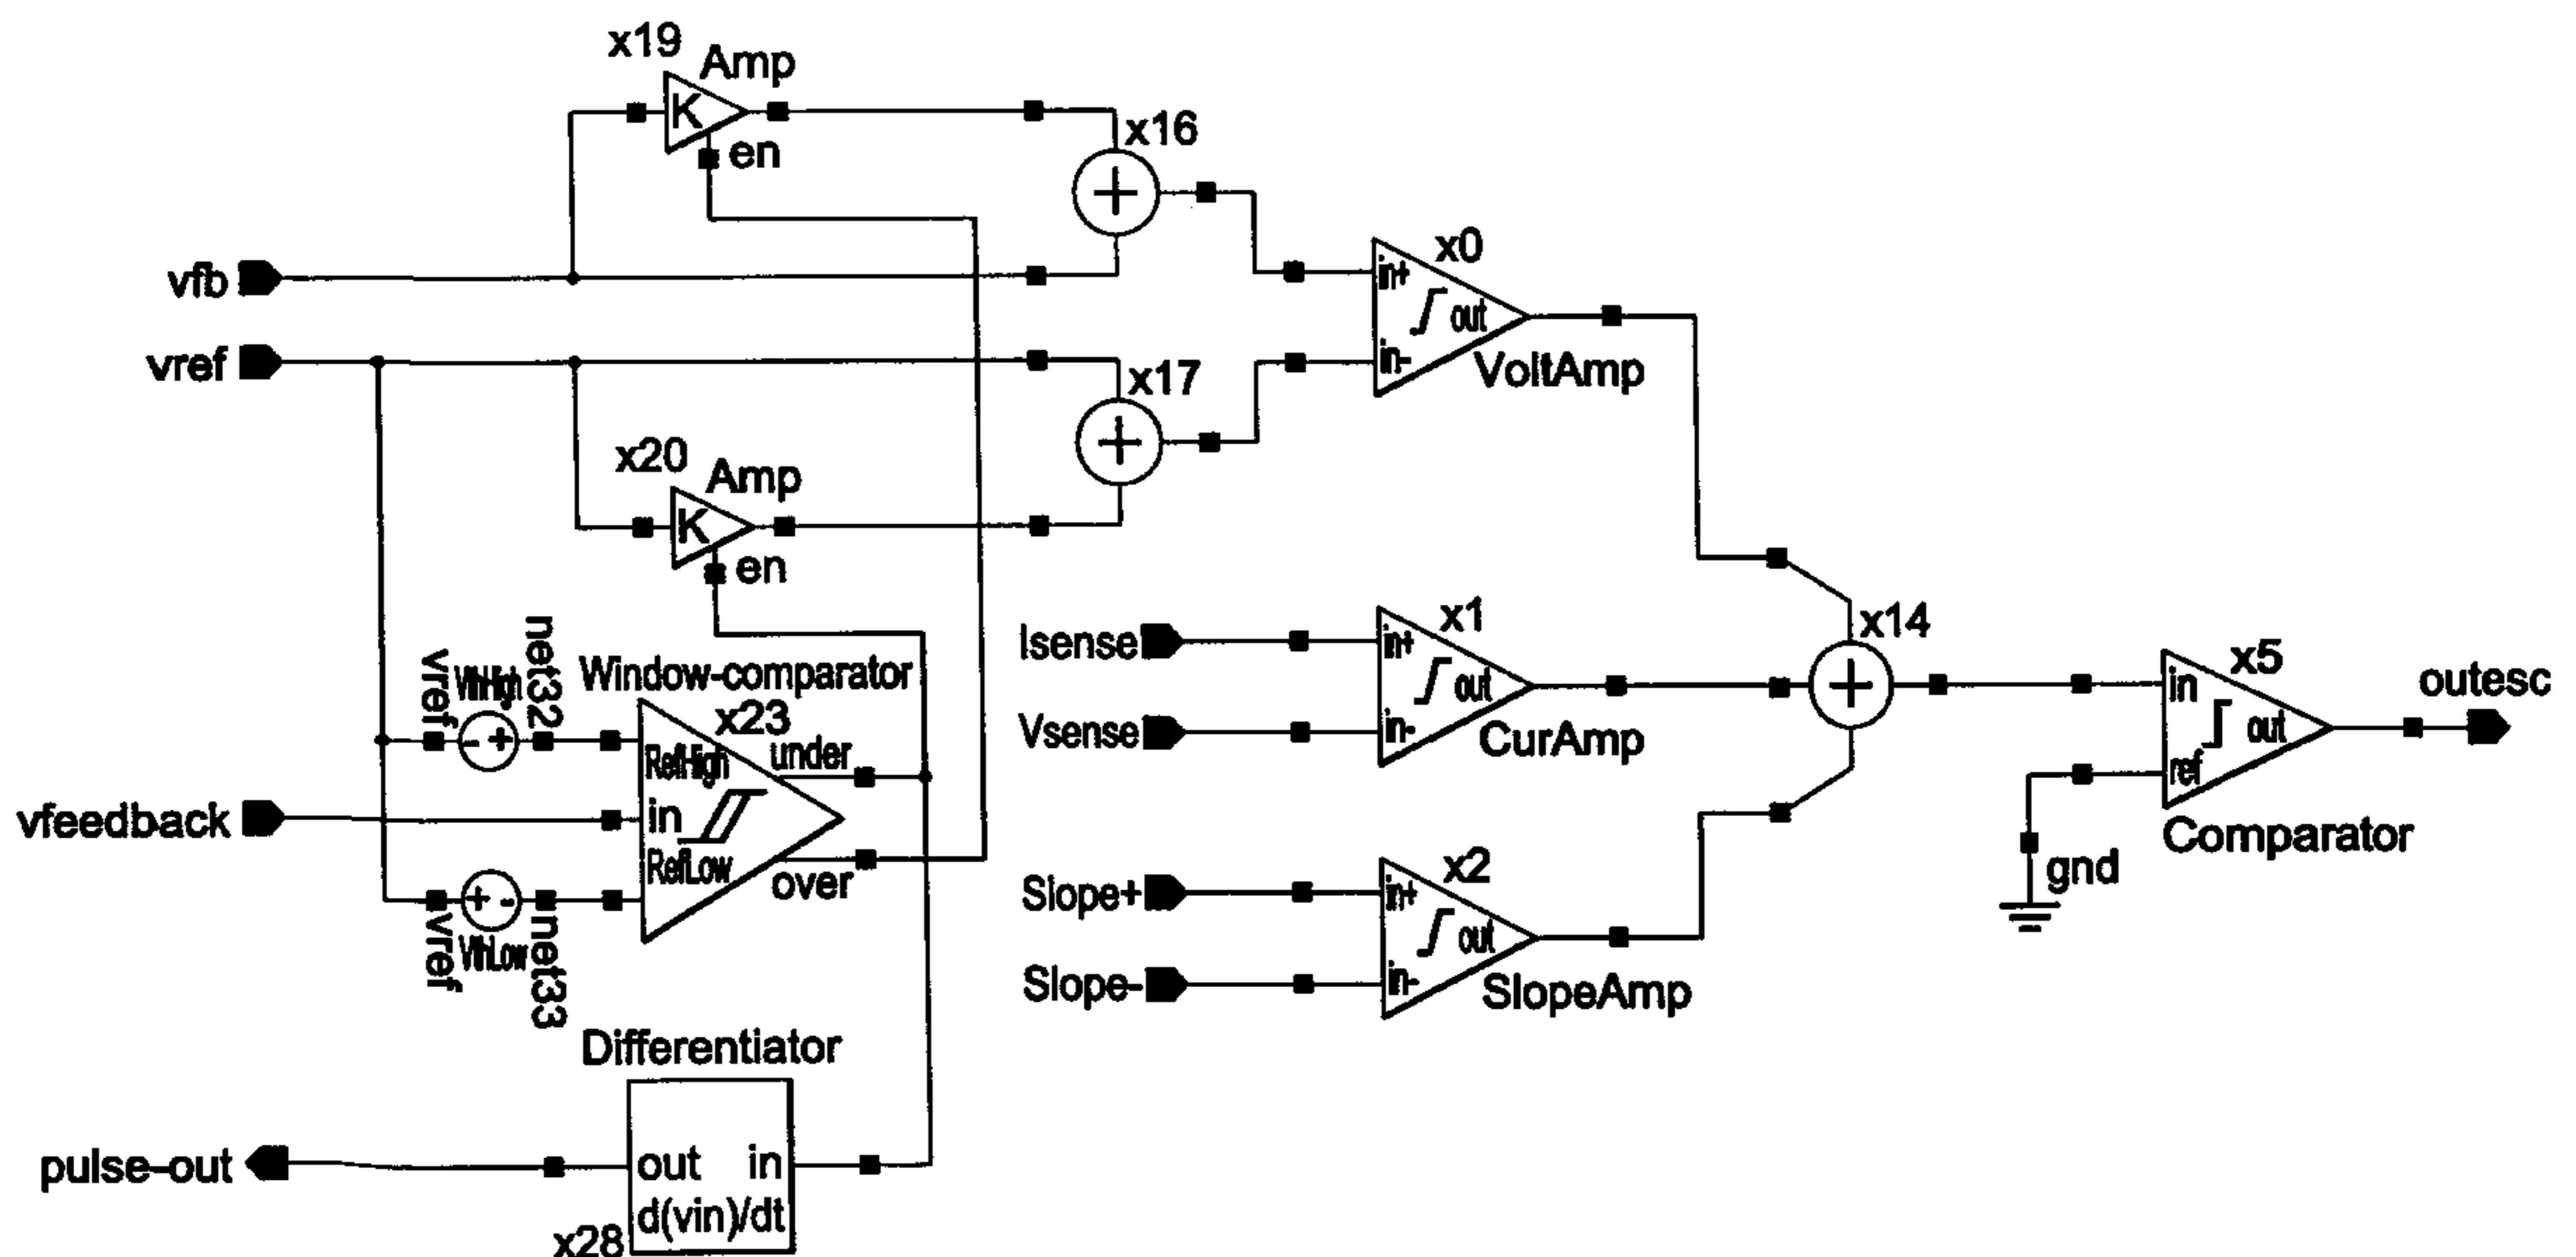 x19
Amp
K
en
x16
vfb
x0
in+
out
in-
VoltAmp
vref
x17
x20
Amp
K
en
Isense
x1
in+
out
in-
CurAmp
Vsense
x14
x5
in
out
ref
Comparator
outesc
gnd
vref
VinHigh
net32
Window-comparator
x23
RefHigh
under
in
RefLow
over
vfeedback
vref
net33
Slope+
x2
in+
out
in-
SlopeAmp
Slope-
Differentiator
out in
d(vin)/dt
x28
pulse-out